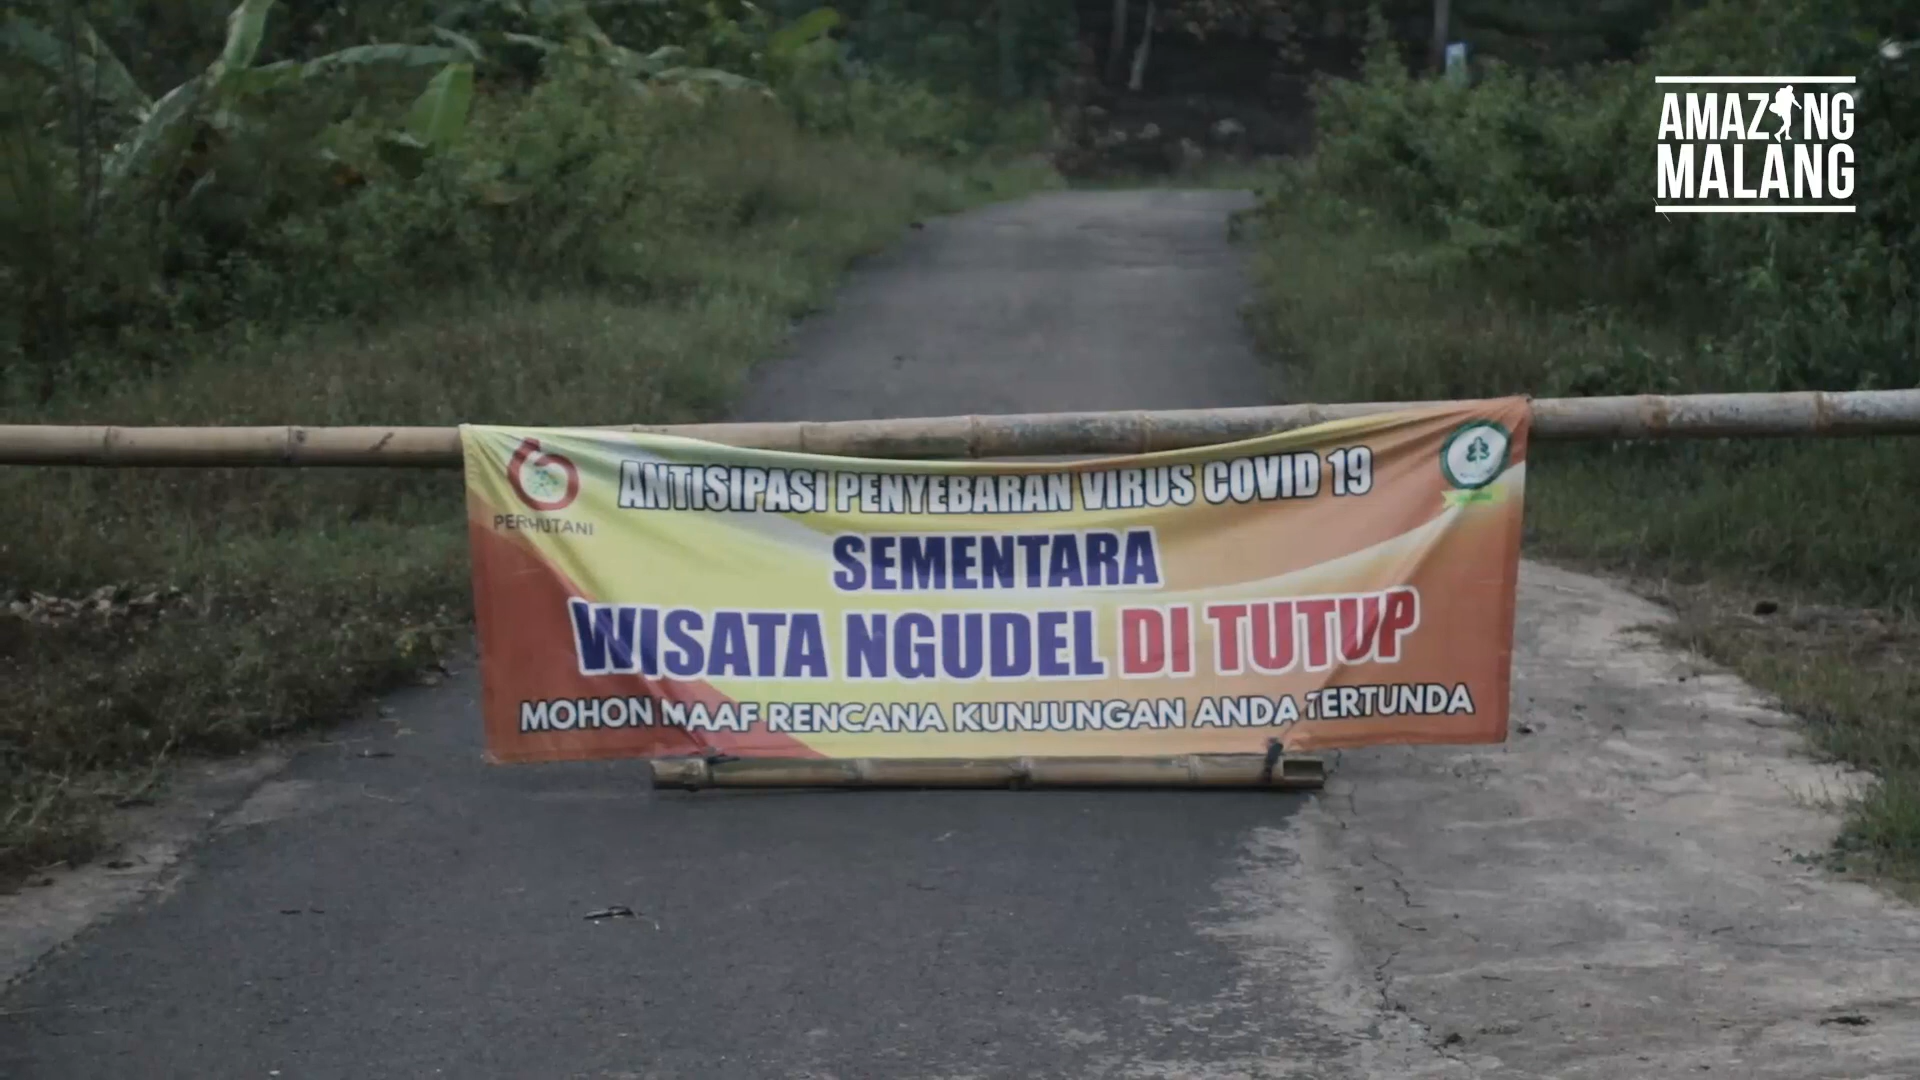 AMAZING
MALANG
PERHUTANI
ANTISIPASI PENYEBARAN VIRUS COVID 19
SEMENTARA
WISATA NGUDEL DI TUTUP
MOHON MAAF RENCANA KUNJUNGAN ANDA TERTUNDA